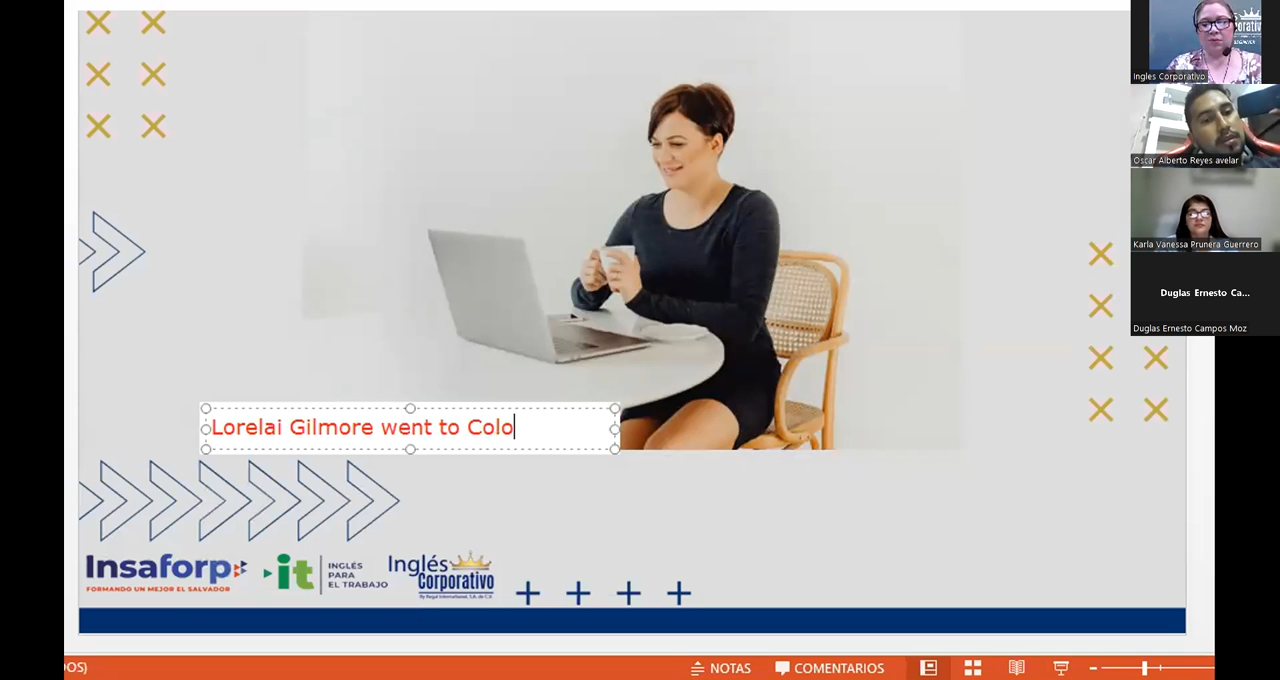 Ingles Corporativo
Oscar Alberto Reyes avelar
Karla Vanessa Prunera Guerrero
Duglas Ernesto Ca...
Duglas Ernesto Campos Moz
Lorelai Gilmore went to Colo
Insaforp
FORMANDO UN MEJOR EL SALVADOR
it
INGLÉS
PARA
EL TRABAJO
Inglés
Corporativo
DOS)
NOTAS
COMENTARIOS